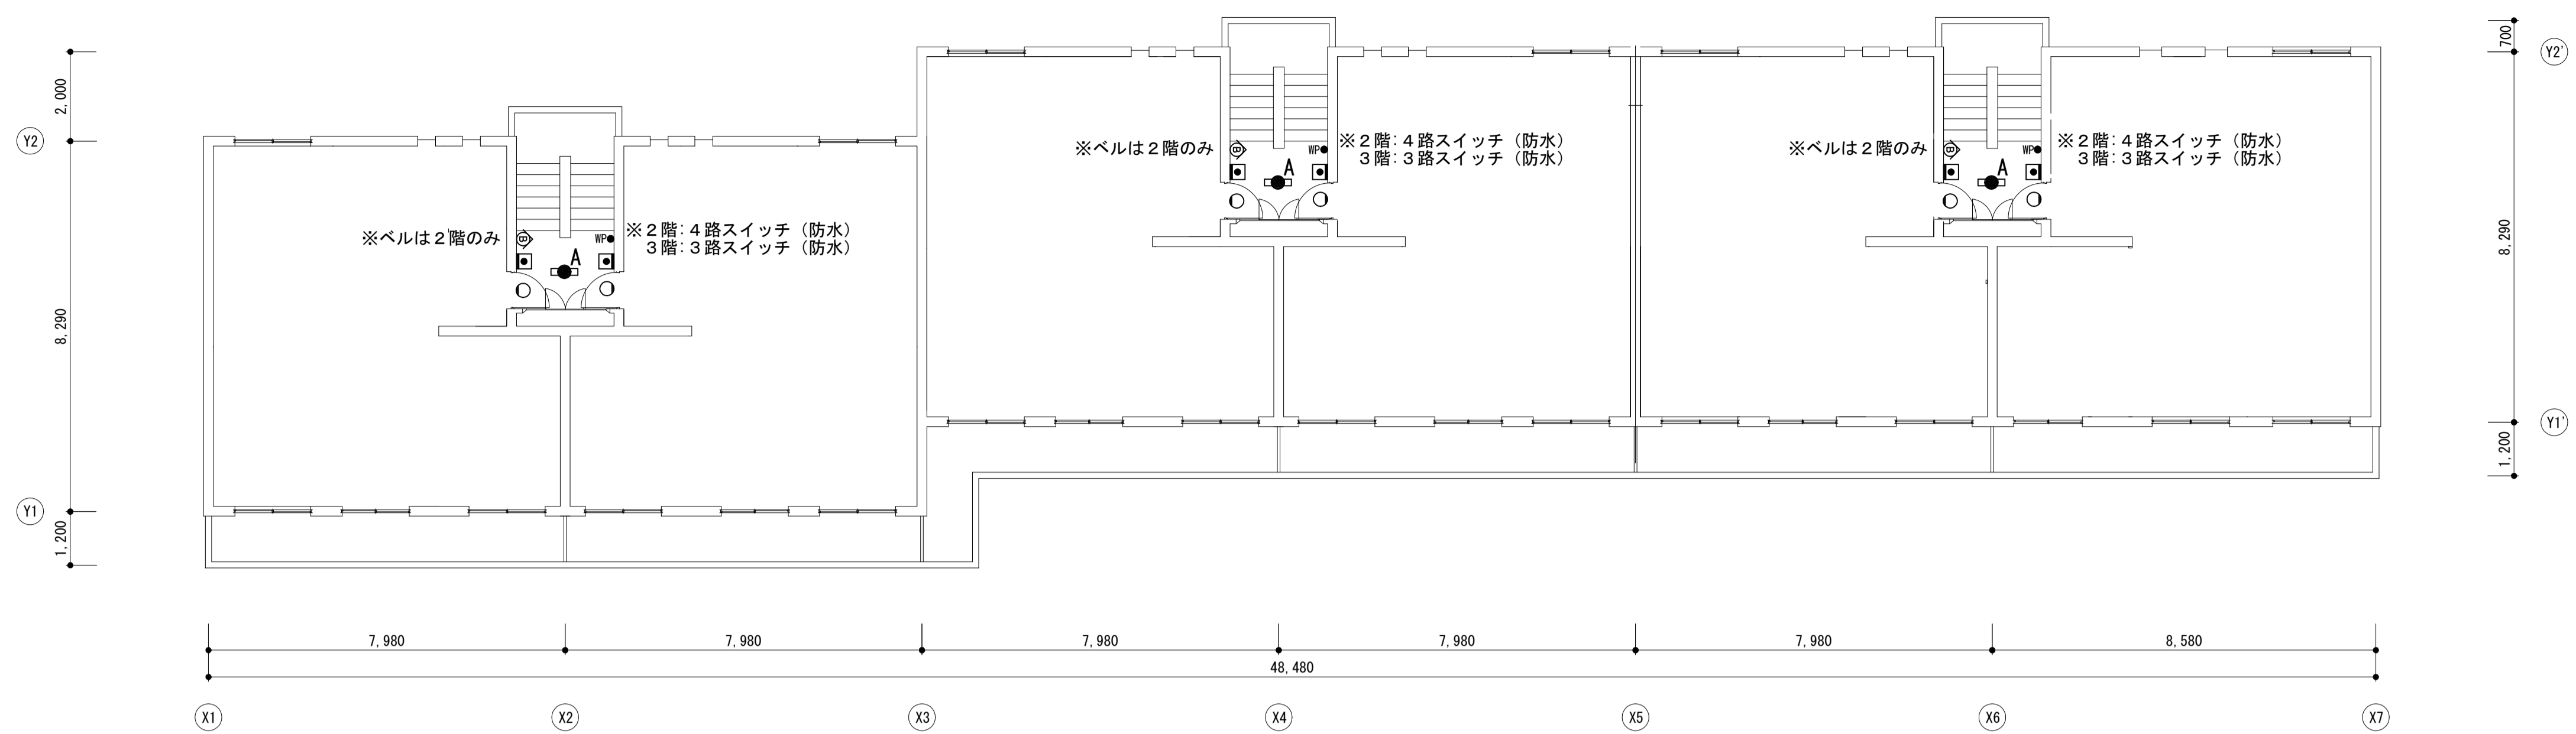 700
Y2'
2,000
Y2
※ベルは２階のみ
B
WP
※２階：４路スイッチ（防水）
３階：３路スイッチ（防水）
A
※ベルは２階のみ
B
WP
※２階：４路スイッチ（防水）
３階：３路スイッチ（防水）
A
※ベルは２階のみ
B
WP
※２階：４路スイッチ（防水）
３階：３路スイッチ（防水）
A
8,290
8,290
Y1'
1,200
Y1
1,200
7,980
7,980
7,980
7,980
7,980
8,580
48,480
X1
X2
X3
X4
X5
X6
X7